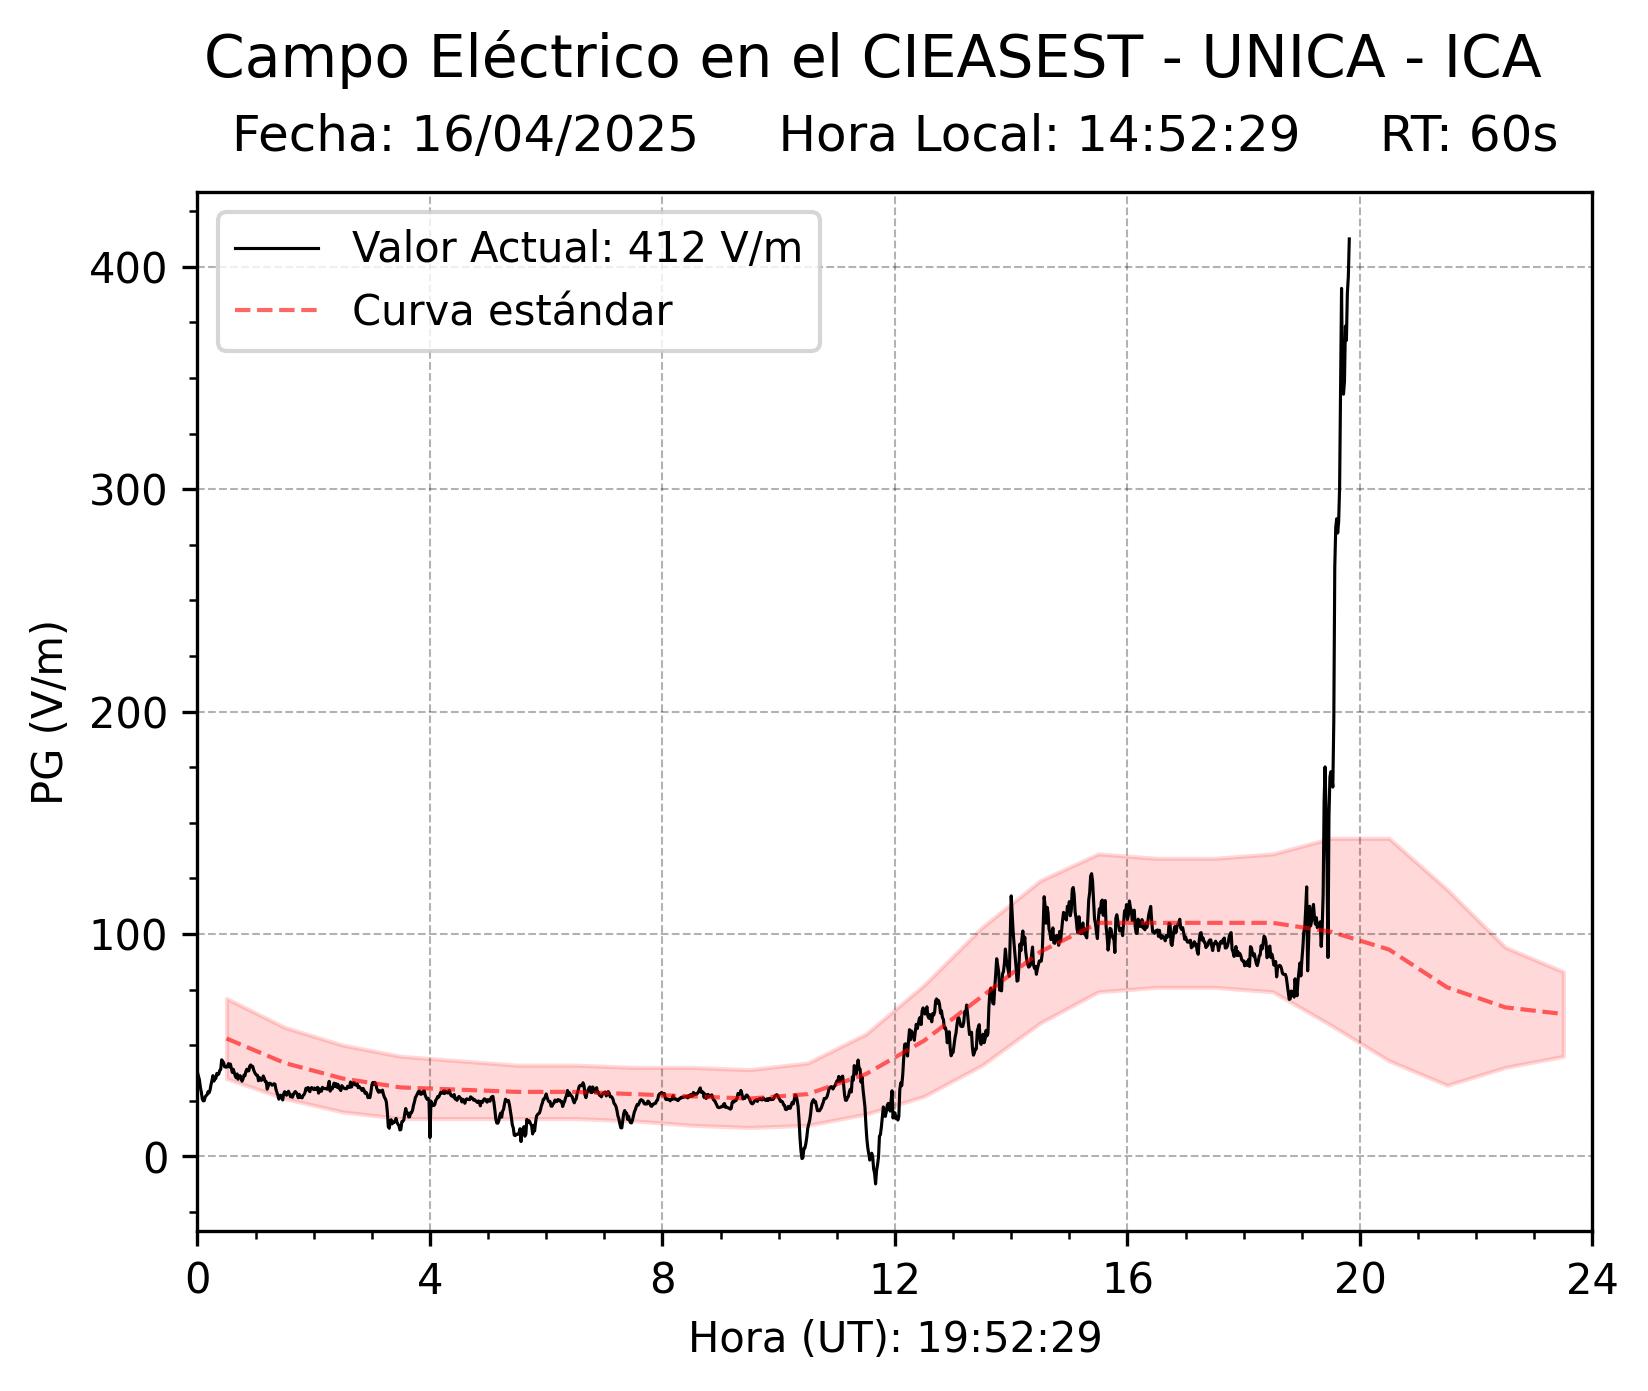 Campo Eléctrico en el CIEASEST - UNICA - ICA
Fecha: 16/04/2025 Hora Local: 14:52:29 RT: 60s
Valor Actual: 412 V/m
Curva estándar
PG (V/m)
400
300
200
100
0
0 4 8 12 16 20 24
Hora (UT): 19:52:29